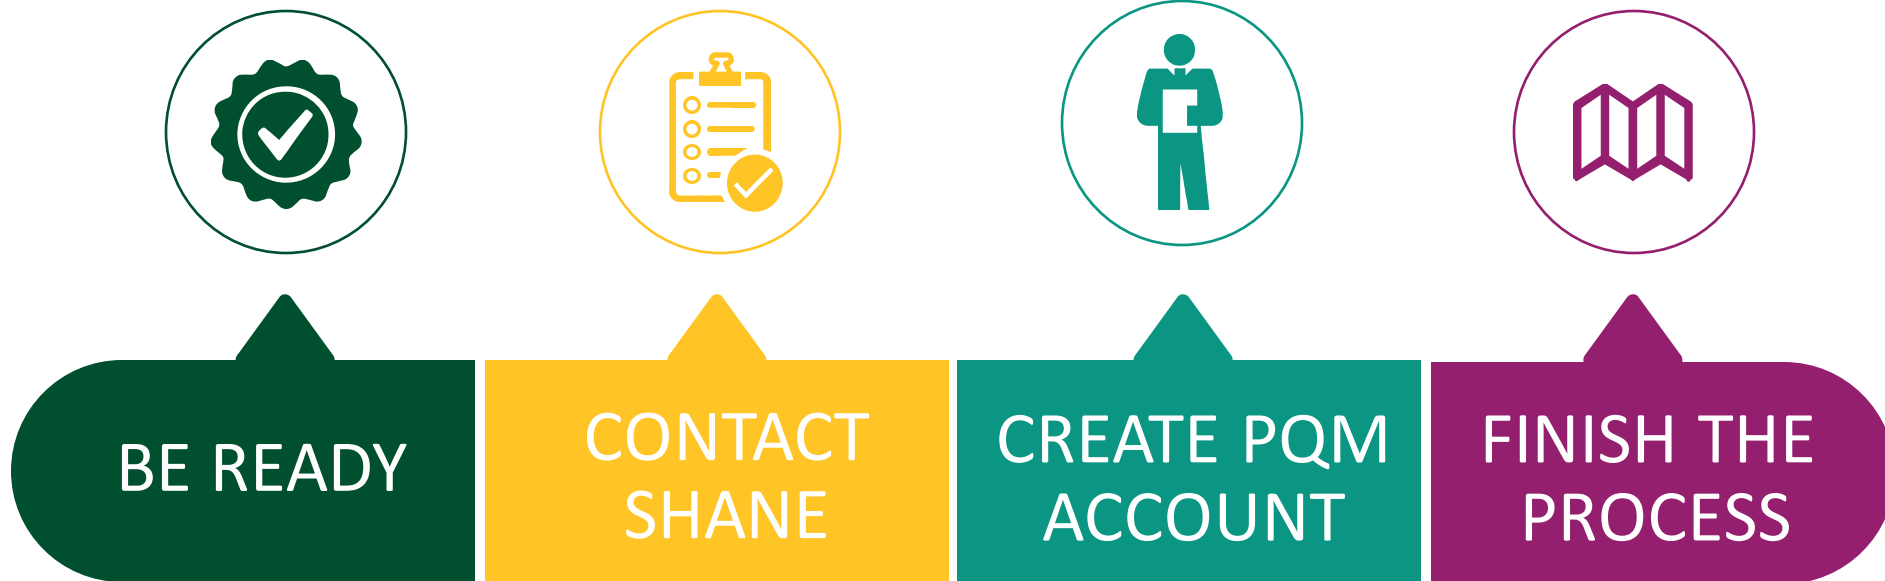 BE READY
CONTACT
SHANE
CREATE PQM
ACCOUNT
FINISH THE
PROCESS